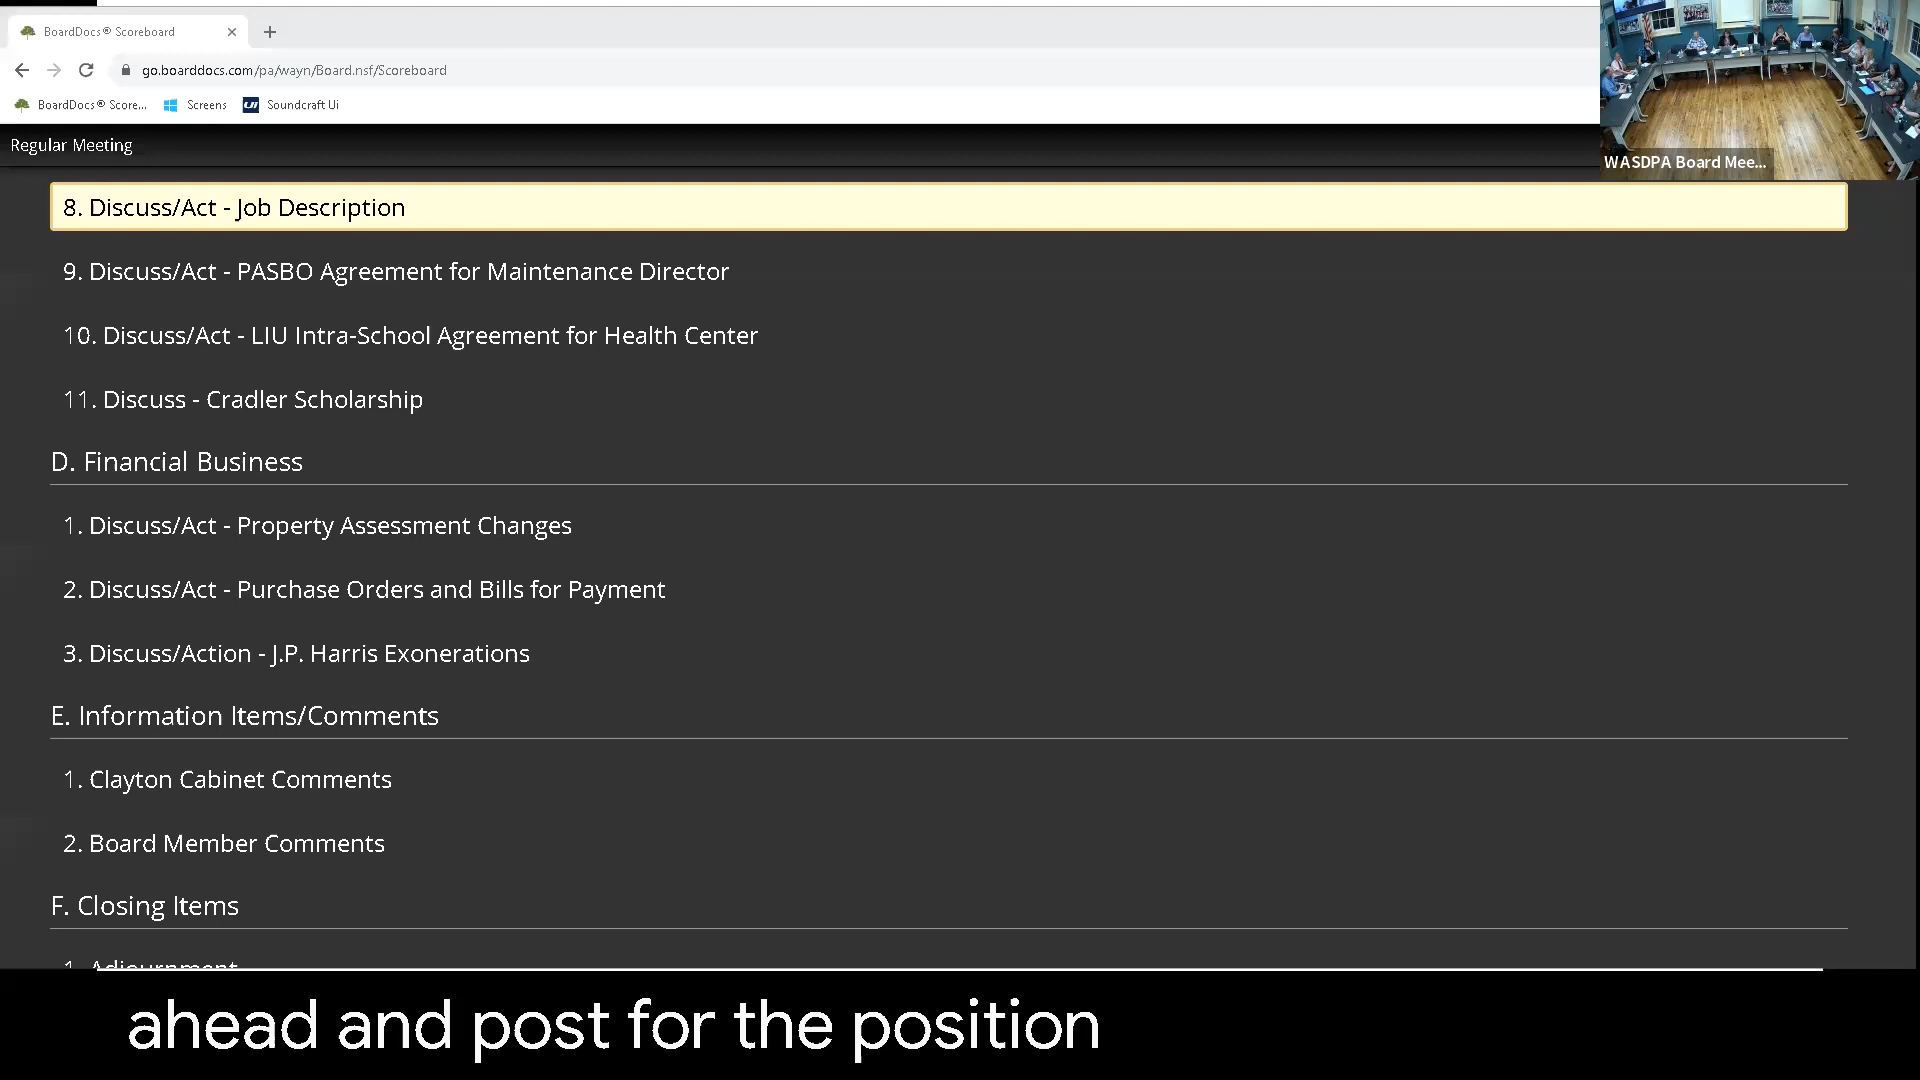 BoardDocs® Scoreboard
go.boarddocs.com/pa/wayn/Board.nsf/Scoreboard
BoardDocs® Score... Screens Soundcraft Ui
Regular Meeting
WASDPA Board Mee...
8. Discuss/Act - Job Description
9. Discuss/Act - PASBO Agreement for Maintenance Director
10. Discuss/Act - LIU Intra-School Agreement for Health Center
11. Discuss - Cradler Scholarship
D. Financial Business
1. Discuss/Act - Property Assessment Changes
2. Discuss/Act - Purchase Orders and Bills for Payment
3. Discuss/Action - J.P. Harris Exonerations
E. Information Items/Comments
1. Clayton Cabinet Comments
2. Board Member Comments
F. Closing Items
1. Adjournment
ahead and post for the position